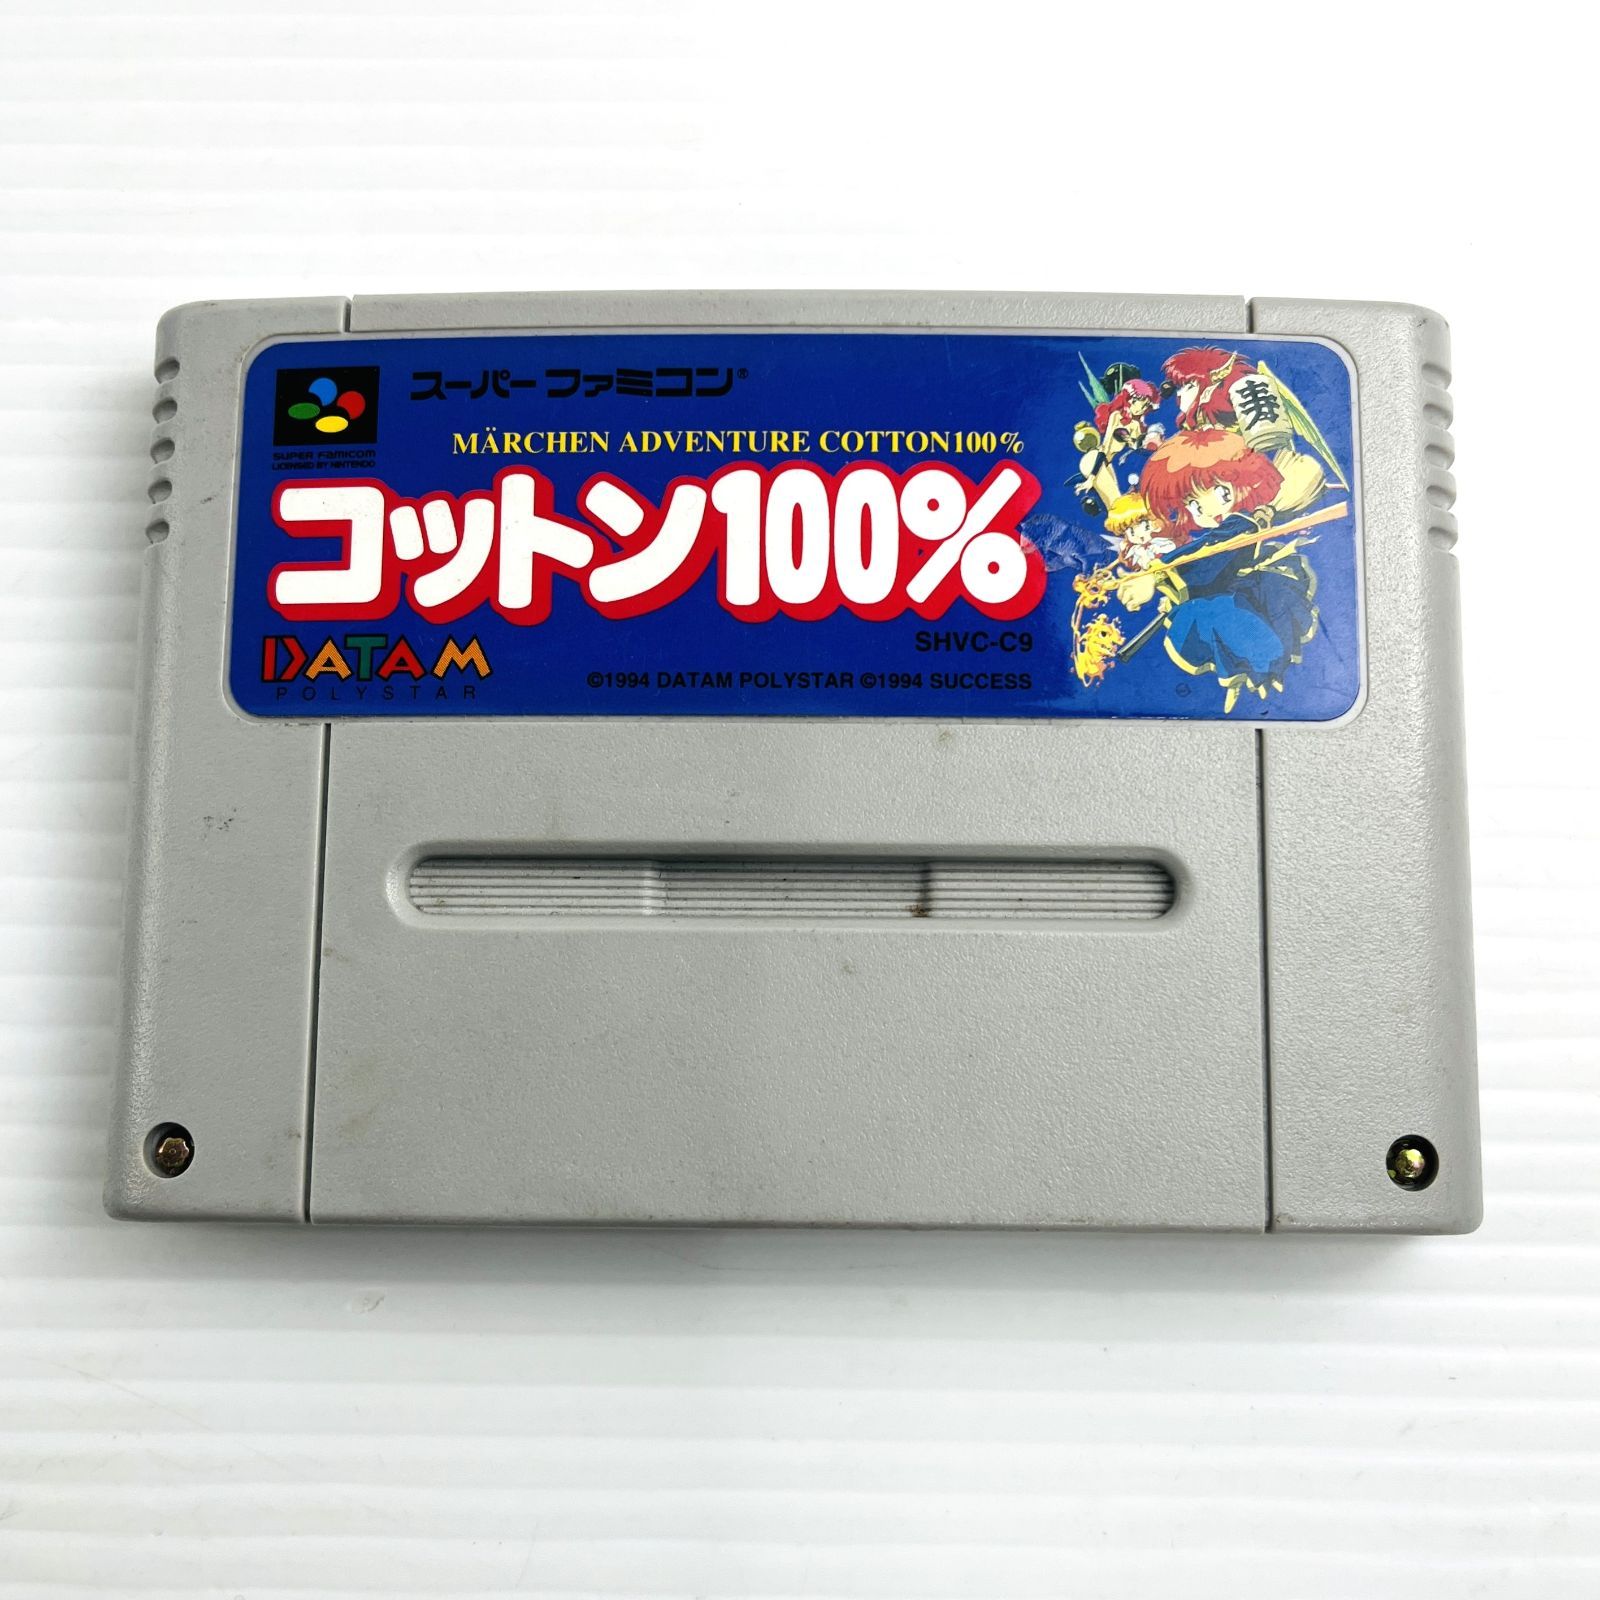 スーパーファミコン®
SUPER FAMICOM
LICENSED BY NINTENDO
MÄRCHEN ADVENTURE COTTON100%
コットン100%
寿
DATAM
POLYSTAR
SHVC-C9
©1994 DATAM POLYSTAR ©1994 SUCCESS